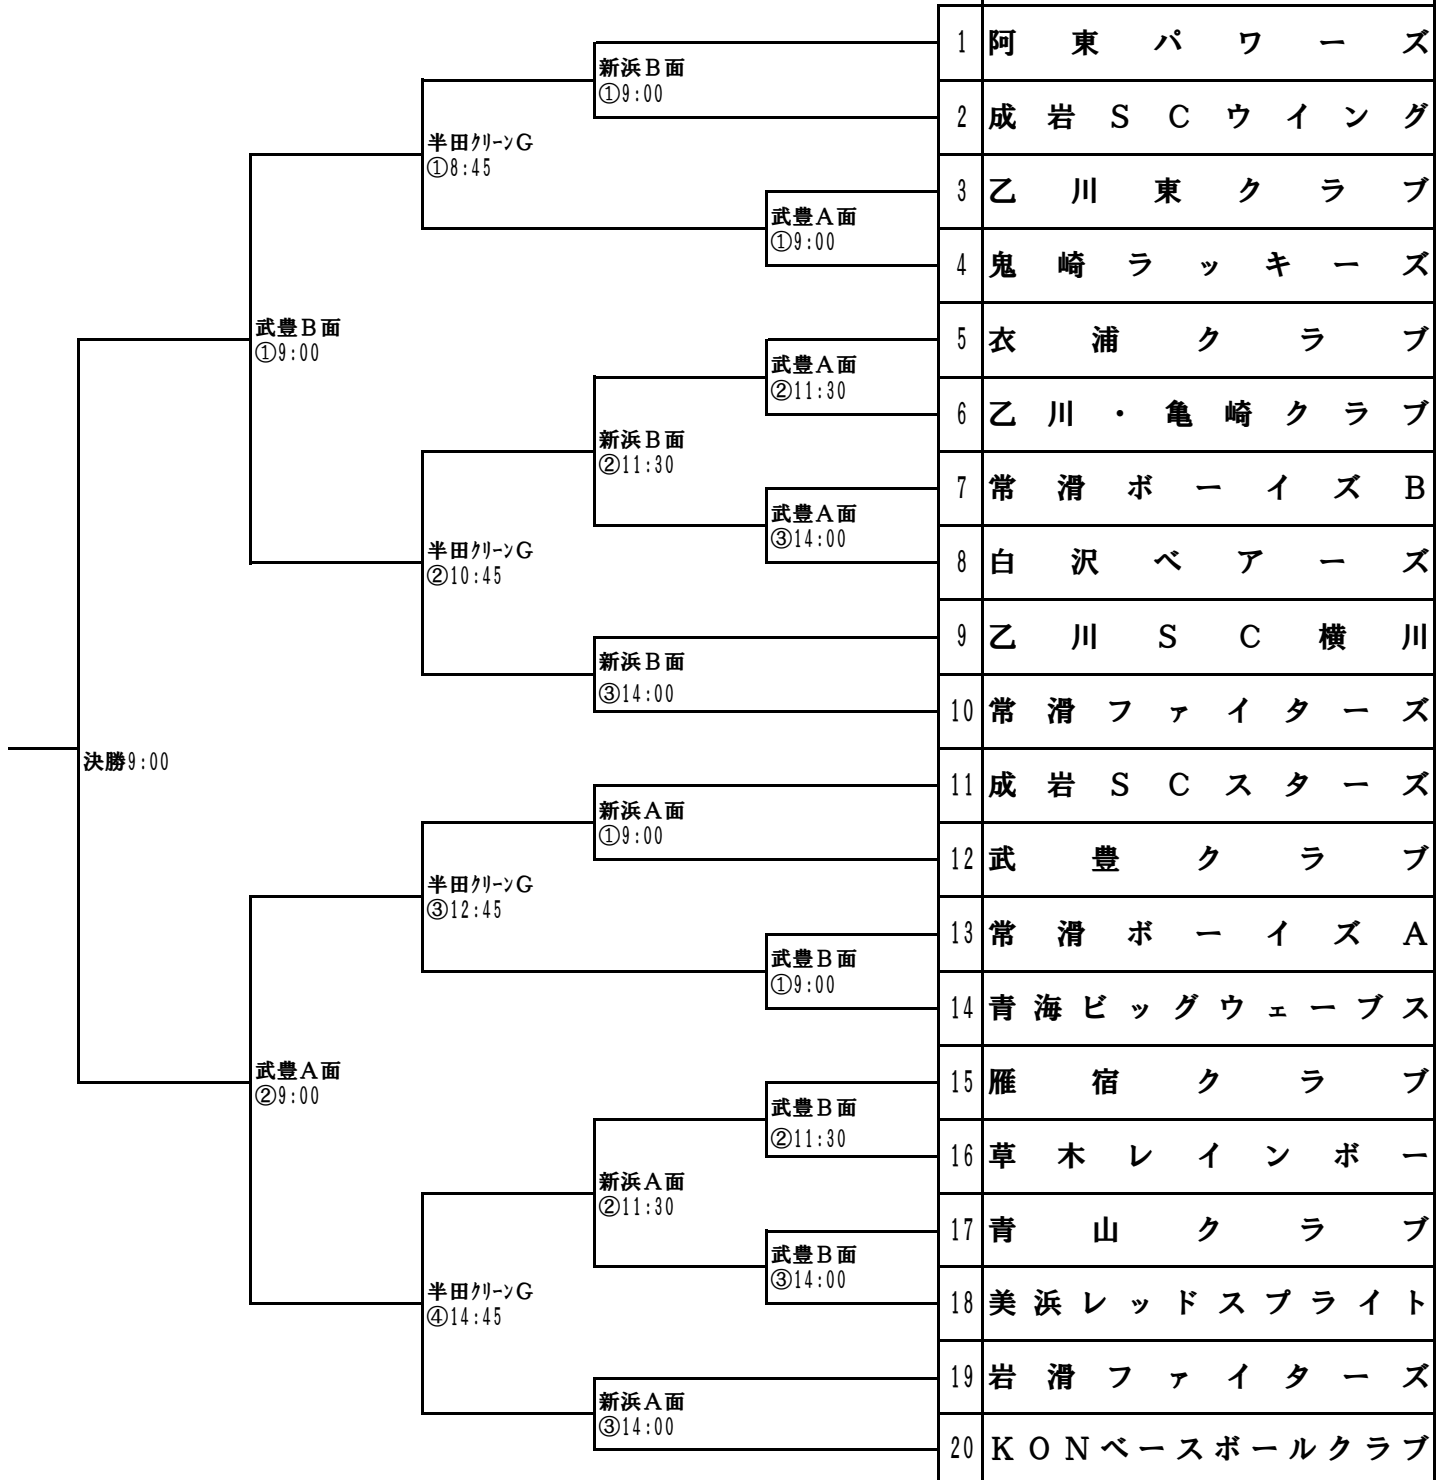 1 阿東パワーズ
新浜B面
①9:00
2 成岩SCウイング
半田ｸﾘｰﾝG
①8:45
3 乙川東クラブ
武豊A面
①9:00
4 鬼崎ラッキーズ
武豊B面
①9:00
5 衣浦クラブ
武豊A面
②11:30
6 乙川・亀崎クラブ
新浜B面
②11:30
7 常滑ボーイズB
武豊A面
③14:00
8 白沢ベアーズ
半田ｸﾘｰﾝG
②10:45
9 乙川SC横川
新浜B面
③14:00
10 常滑ファイターズ
決勝9:00
11 成岩SCスターズ
新浜A面
①9:00
12 武豊クラブ
半田ｸﾘｰﾝG
③12:45
13 常滑ボーイズA
武豊B面
①9:00
14 青海ビッグウェーブス
武豊A面
②9:00
15 雁宿クラブ
武豊B面
②11:30
16 草木レインボー
新浜A面
②11:30
17 青山クラブ
武豊B面
③14:00
18 美浜レッドスプライト
半田ｸﾘｰﾝG
④14:45
19 岩滑ファイターズ
新浜A面
③14:00
20 KONベースボールクラブ